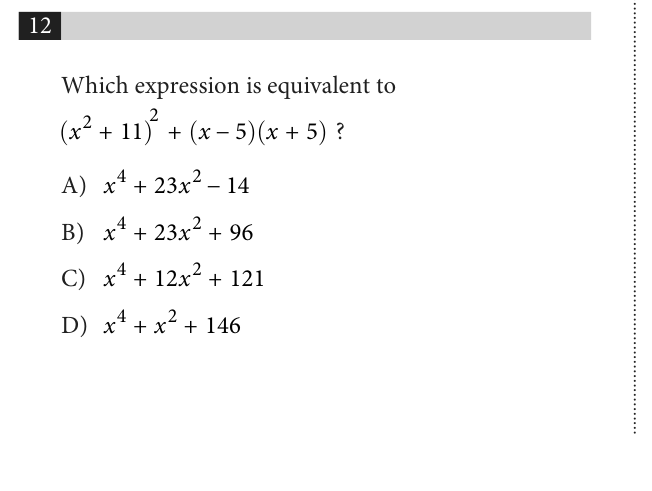 12
Which expression is equivalent to
(x² + 11)² + (x – 5)(x + 5) ?
A) x⁴ + 23x² – 14
B) x⁴ + 23x² + 96
C) x⁴ + 12x² + 121
D) x⁴ + x² + 146